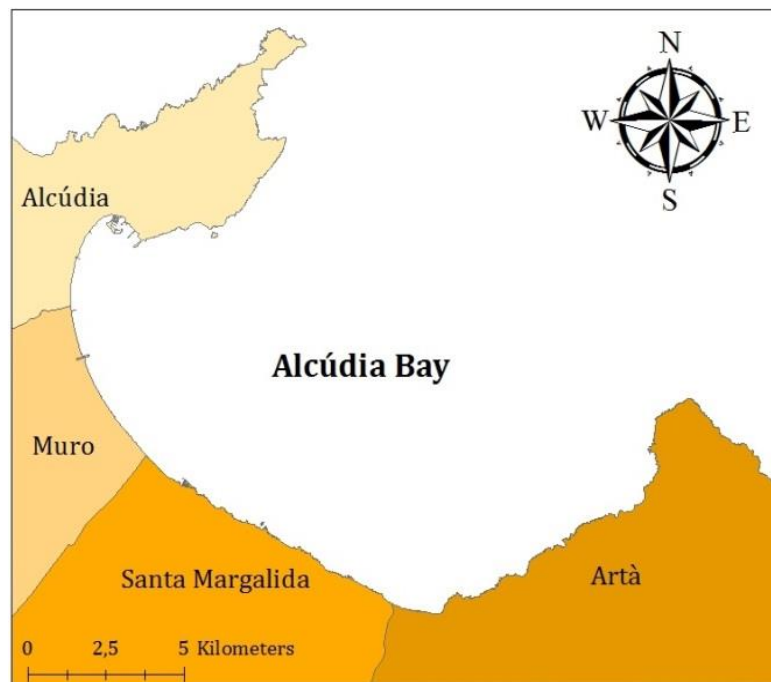 N
W E
S
Alcúdia
Alcúdia Bay
Muro
Santa Margalida
Artà
0 2,5 5 Kilometers